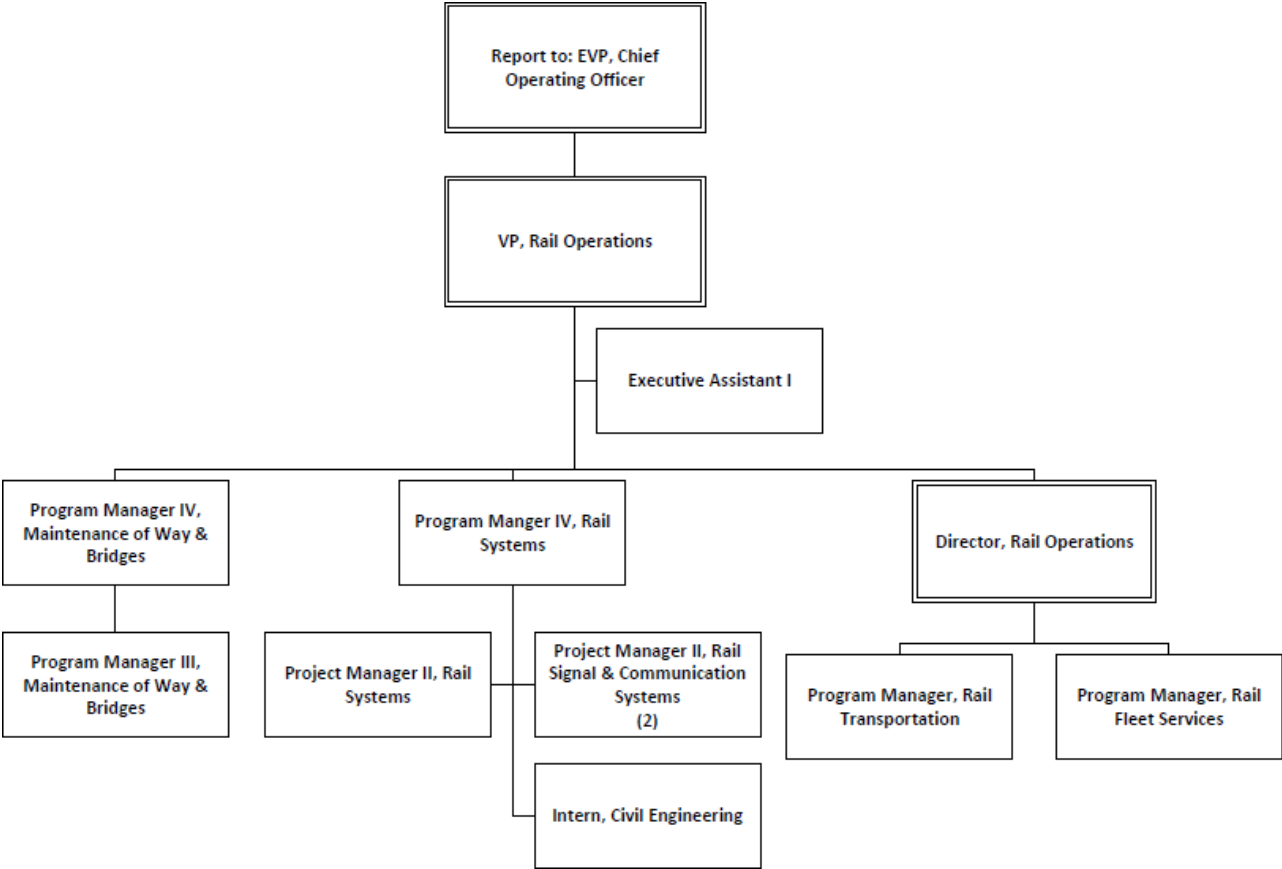 Report to: EVP, Chief
Operating Officer
VP, Rail Operations
Executive Assistant I
Program Manager IV,
Maintenance of Way &
Bridges
Program Manger IV, Rail
Systems
Director, Rail Operations
Program Manager III,
Maintenance of Way &
Bridges
Project Manager II, Rail
Systems
Project Manager II, Rail
Signal & Communication
Systems
(2)
Program Manager, Rail
Transportation
Program Manager, Rail
Fleet Services
Intern, Civil Engineering